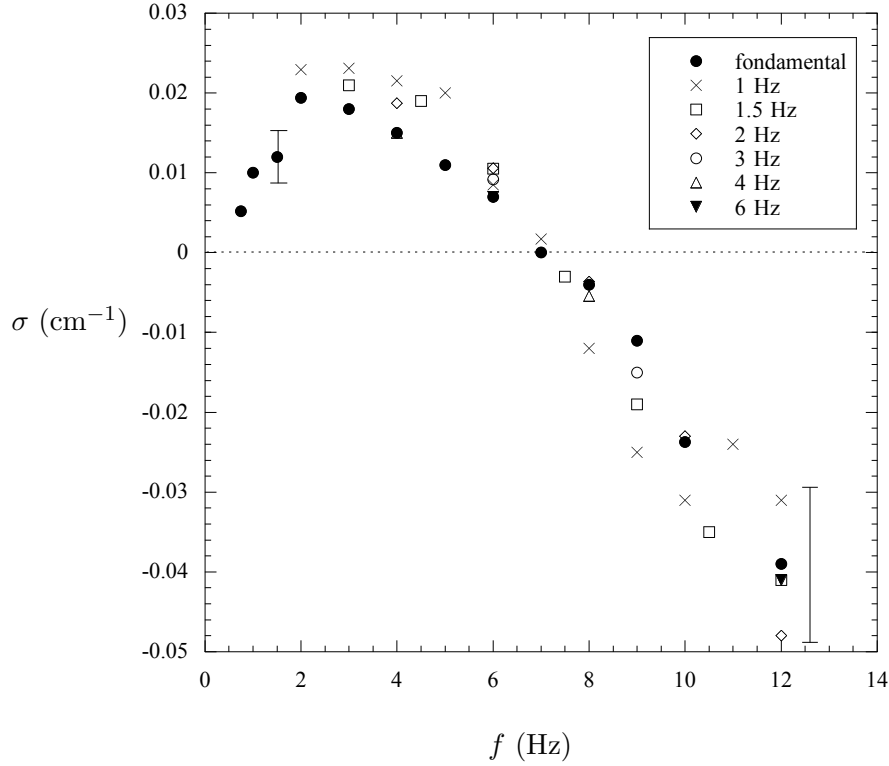 0.03
0.02
0.01
0
-0.01
-0.02
-0.03
-0.04
-0.05
σ (cm⁻¹)
fondamental
1 Hz
1.5 Hz
2 Hz
3 Hz
4 Hz
6 Hz
0 2 4 6 8 10 12 14
f (Hz)